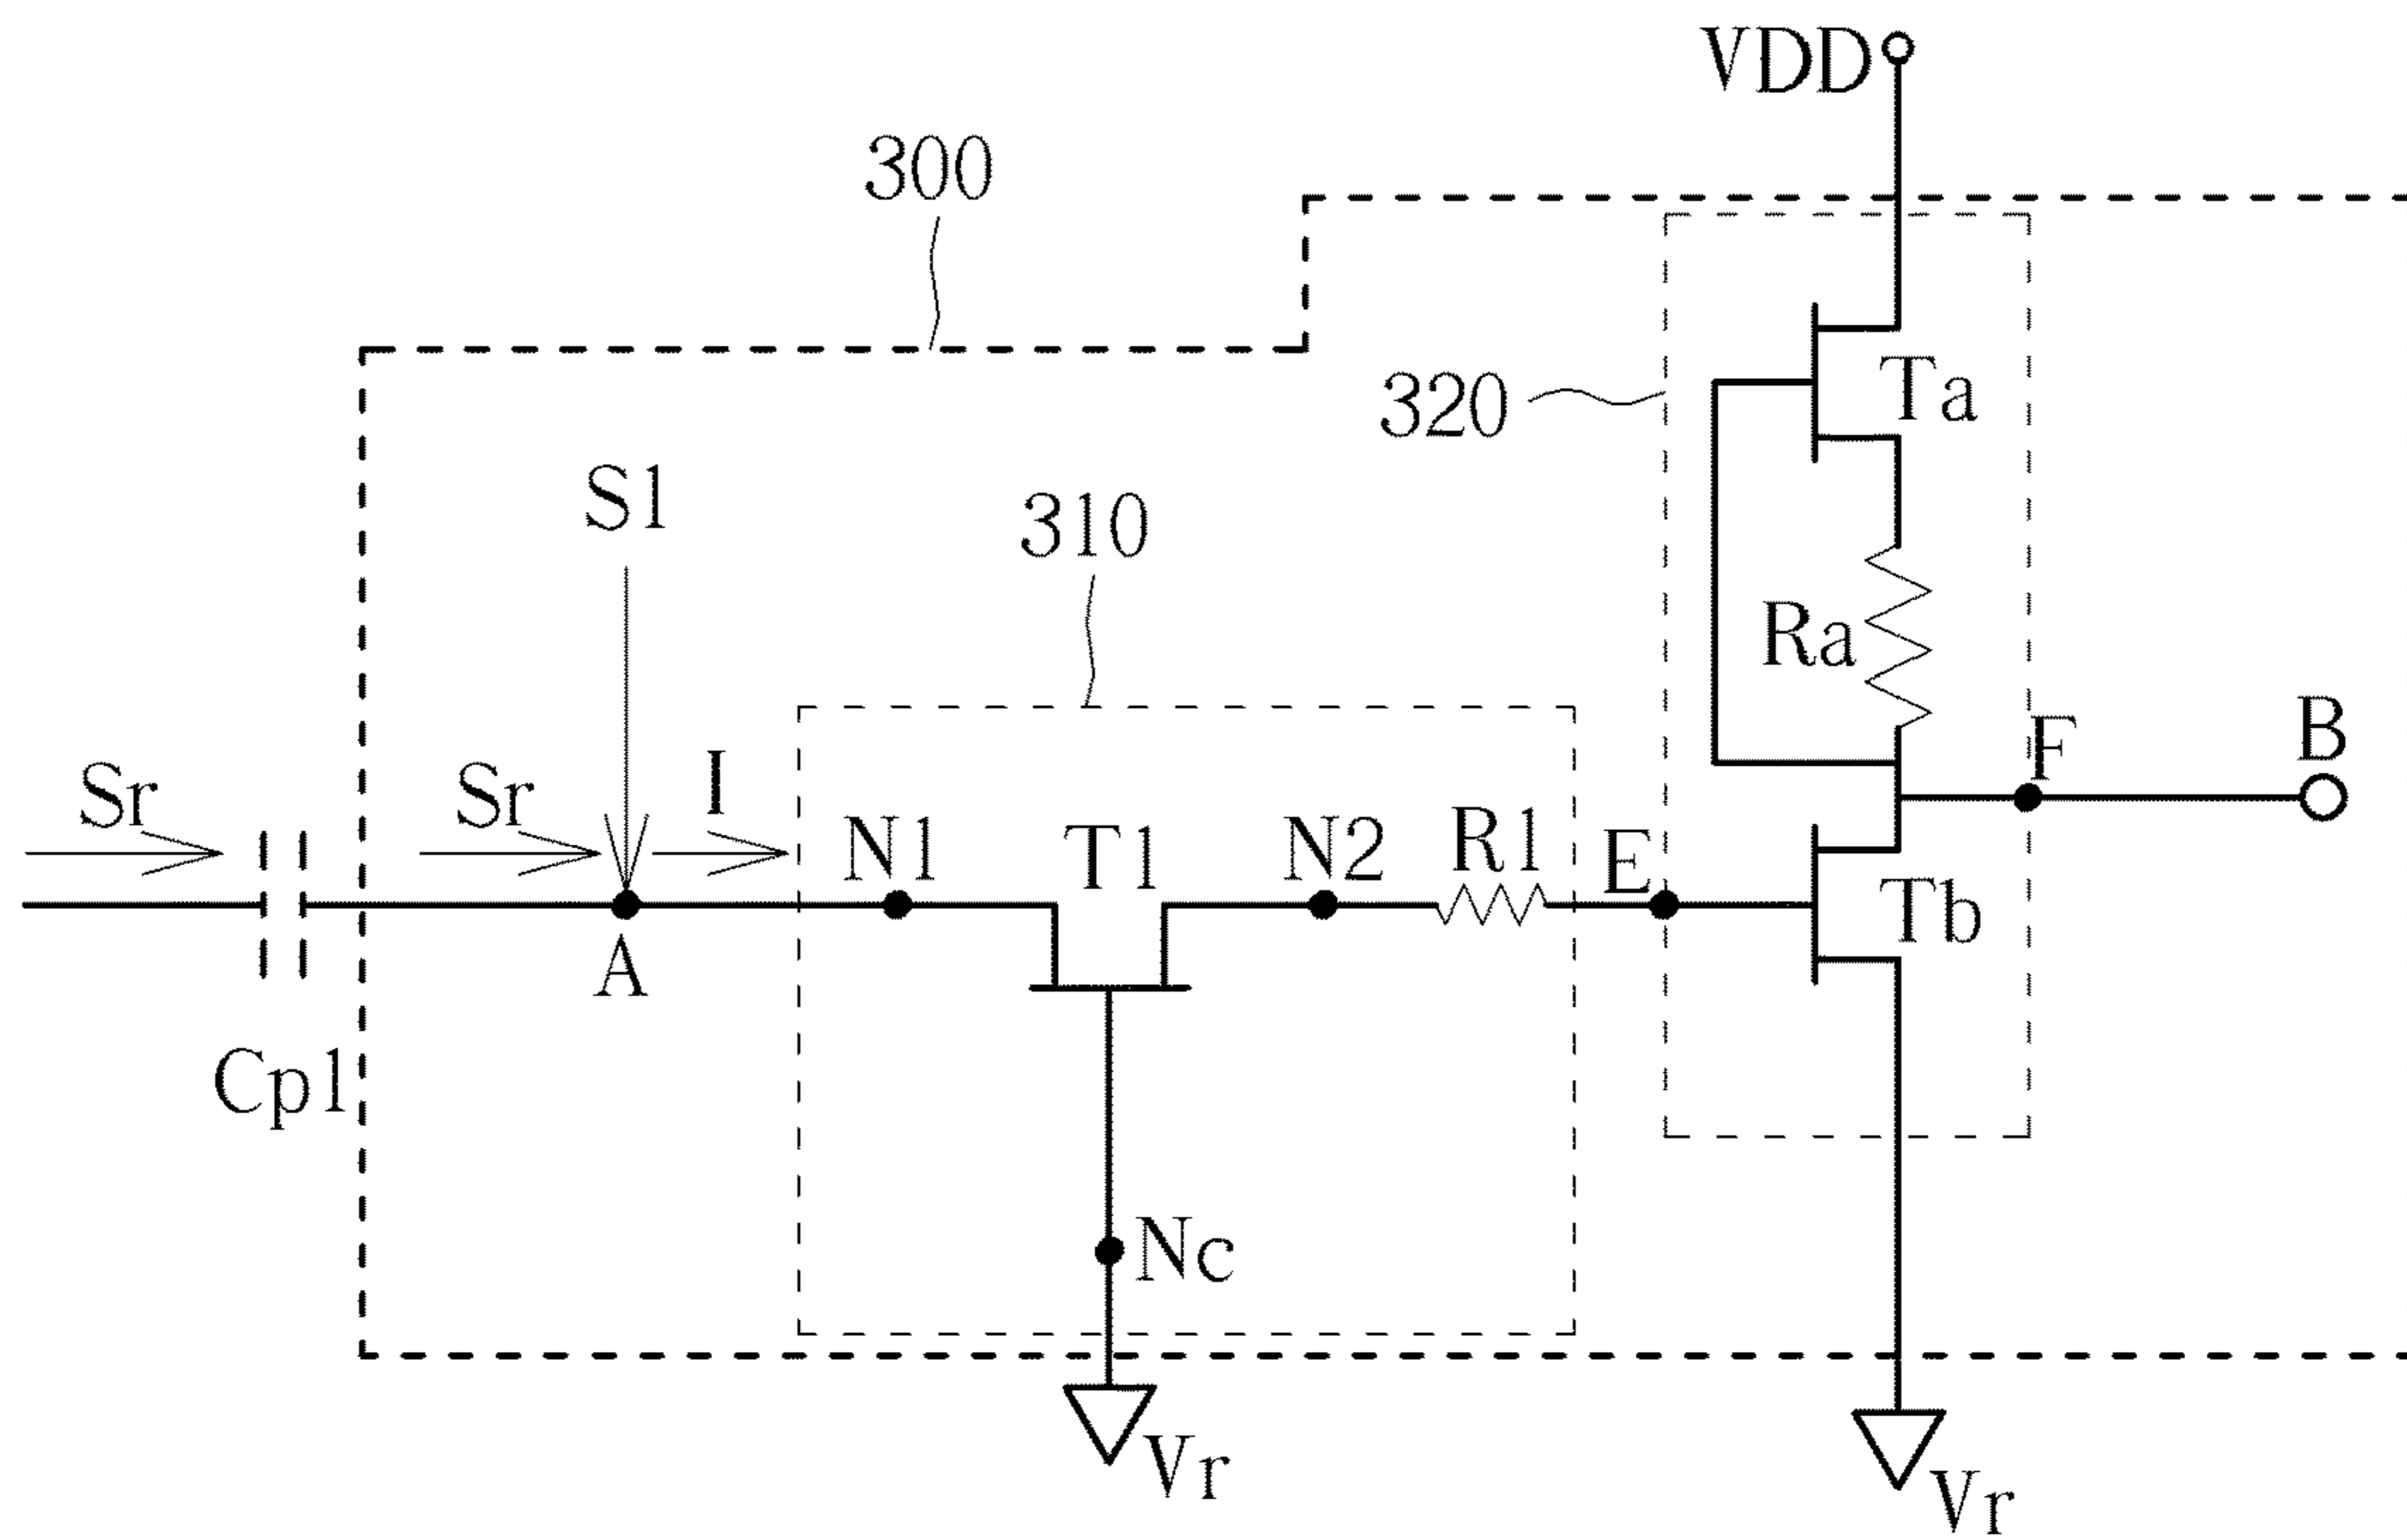 VDD
300
Ta
320
S1
310
Ra
F
B
Sr
Sr
I
N1
T1
N2
R1
E
Tb
A
Cp1
Nc
Vr
Vr